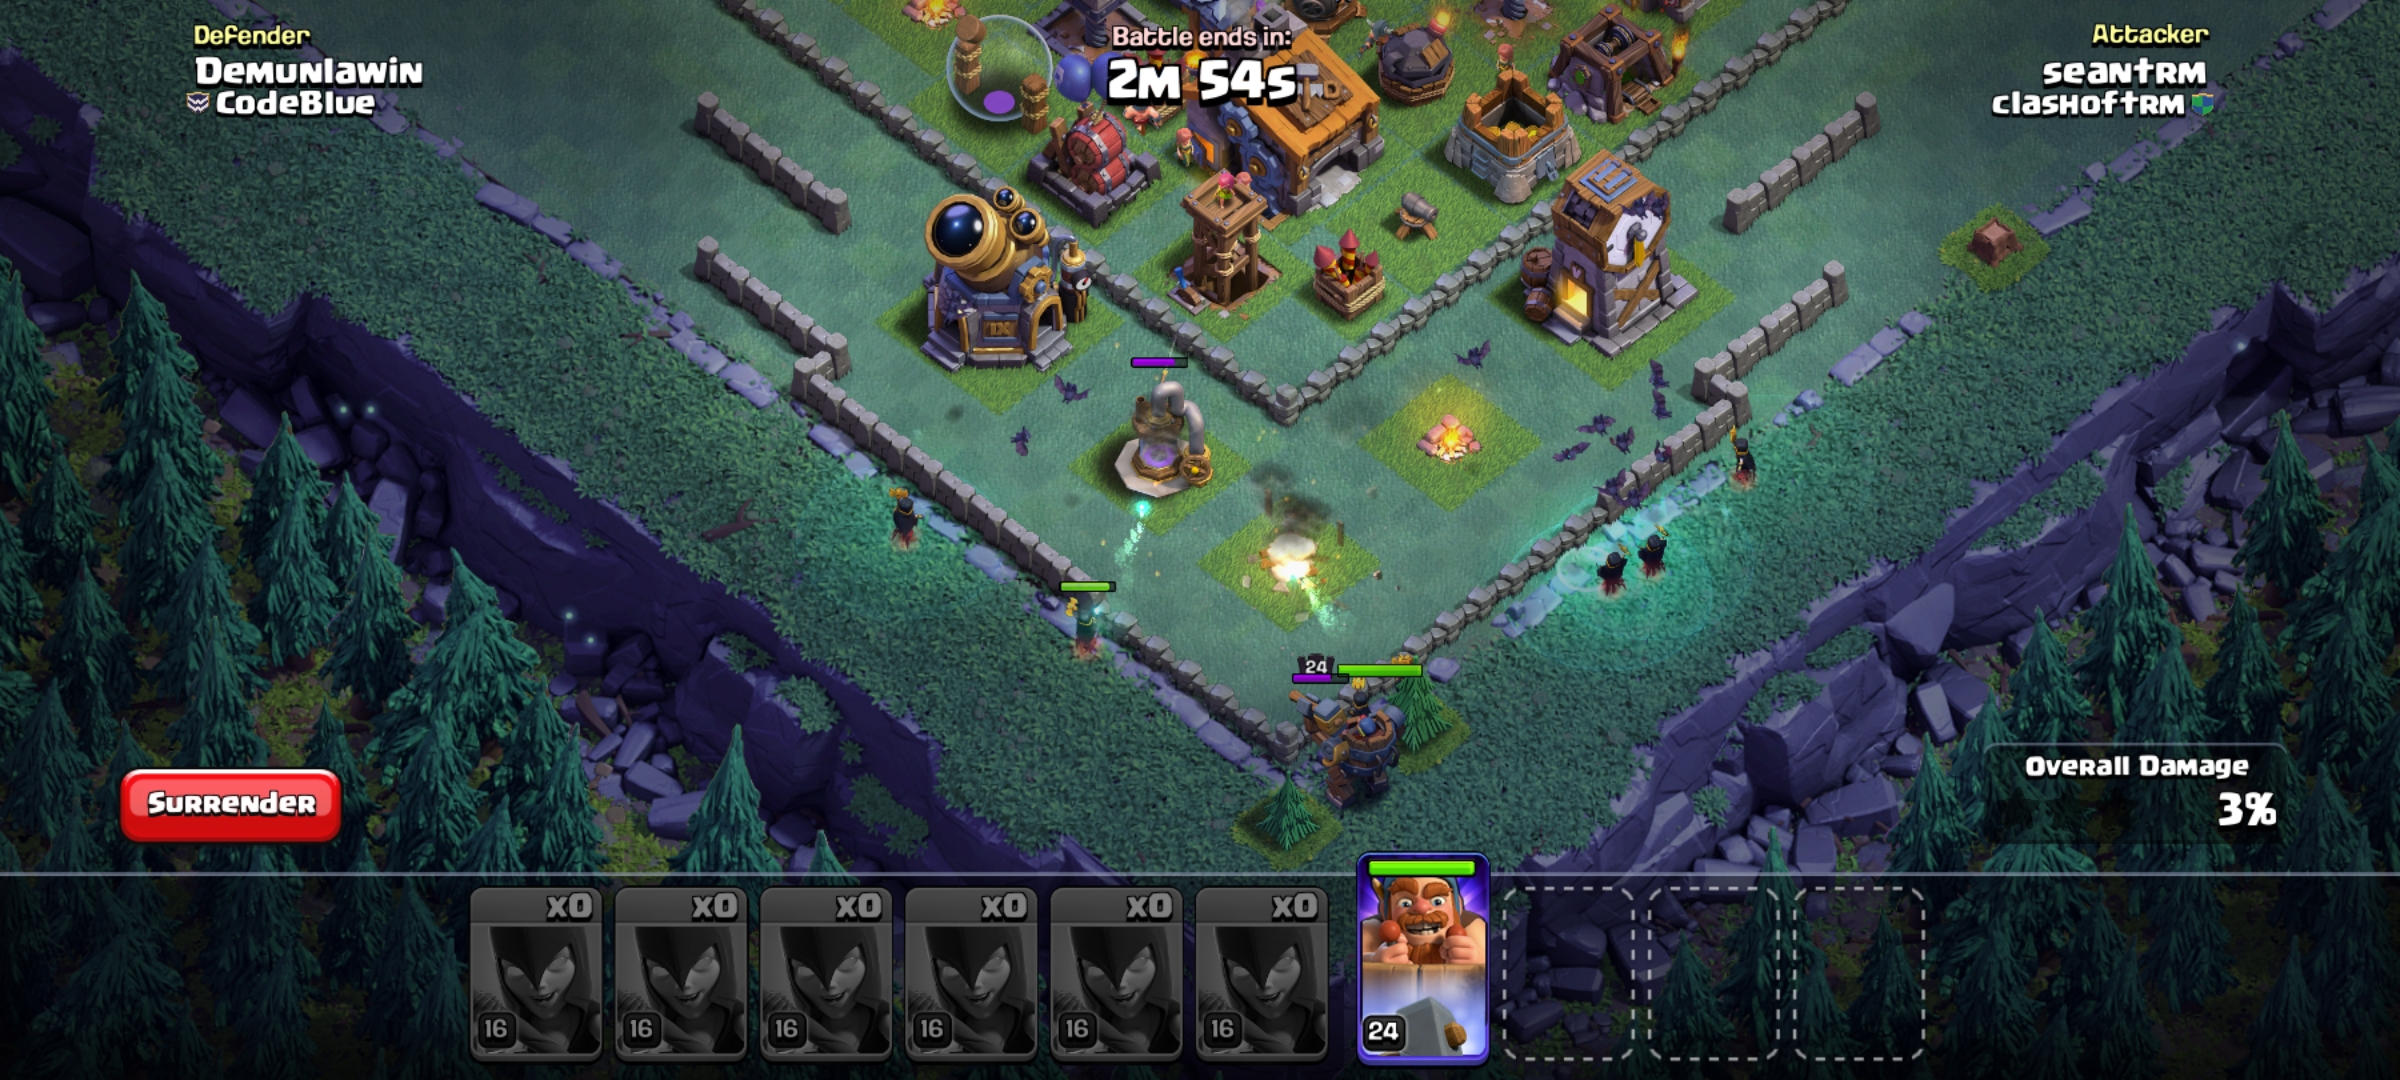 Defender
Demunlawin
CodeBlue
Battle ends in:
2m 54s
Attacker
seantrm
clashoftrm
24
Surrender
Overall Damage
3%
x0
x0
x0
x0
x0
x0
16
16
16
16
16
16
24